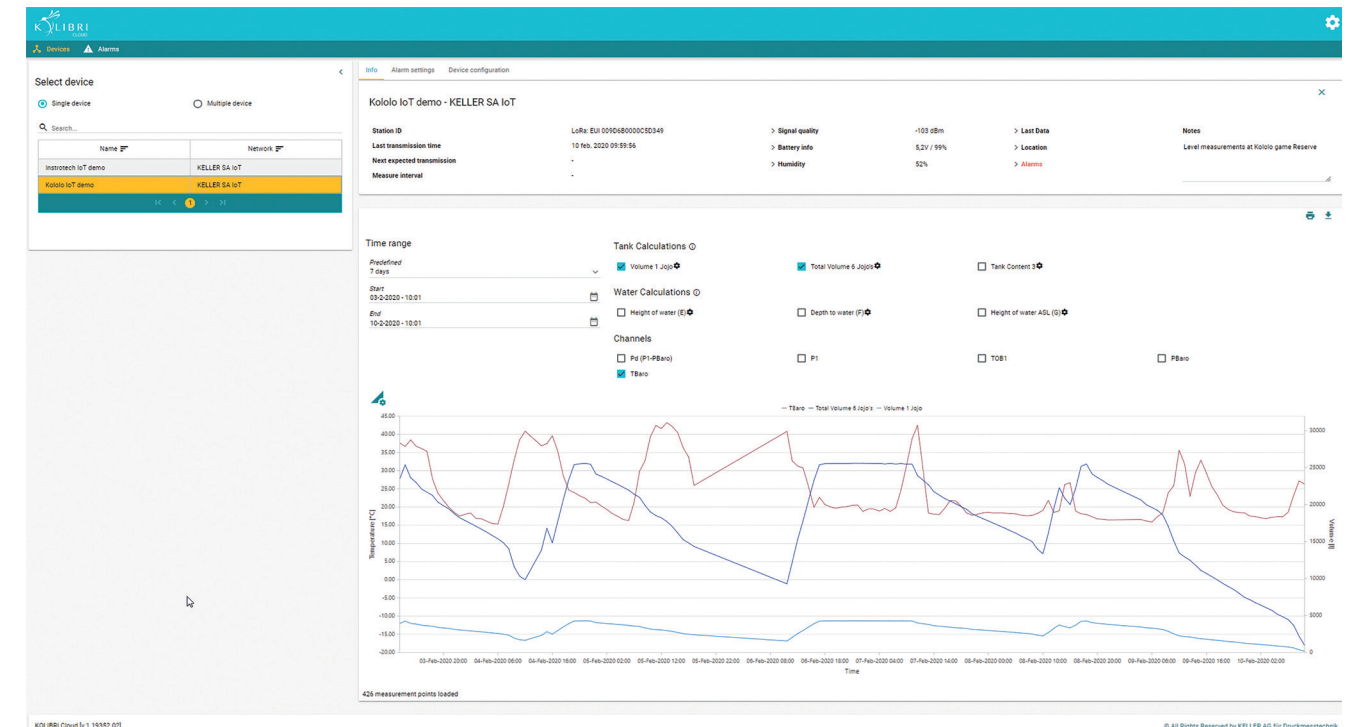 KOLIBRI
CLOUD
Devices Alarms
Select device
Single device Multiple device
Search...
Name Network
Instrotech IoT demo KELLER SA IoT
Kololo IoT demo KELLER SA IoT
1
Info Alarm settings Device configuration
Kololo IoT demo - KELLER SA IoT
Station ID LoRa: EUI 009D6B0000C5D349 > Signal quality -103 dBm > Last Data Notes
Last transmission time 10 feb. 2020 09:59:56 > Battery info 5,2V / 99% > Location Level measurements at Kololo game Reserve
Next expected transmission - > Humidity 52% > Alarms
Measure interval -
Time range
Predefined
7 days
Start
03-2-2020 - 10:01
End
10-2-2020 - 10:01
Tank Calculations
Volume 1 Jojo Total Volume 6 Jojo's Tank Content 3
Water Calculations
Height of water (E) Depth to water (F) Height of water ASL (G)
Channels
Pd (P1-PBaro) P1 TOB1 PBaro
TBaro
TBaro Total Volume 6 Jojo's Volume 1 Jojo
45.00
40.00
35.00
30.00
25.00
20.00
15.00
10.00
5.00
0.00
-5.00
-10.00
-15.00
-20.00
Temperature [°C]
30000
25000
20000
15000
10000
5000
0
Volume [l]
03-Feb-2020 20:00 04-Feb-2020 06:00 04-Feb-2020 16:00 05-Feb-2020 02:00 05-Feb-2020 12:00 05-Feb-2020 22:00 06-Feb-2020 08:00 06-Feb-2020 18:00 07-Feb-2020 04:00 07-Feb-2020 14:00 08-Feb-2020 00:00 08-Feb-2020 10:00 08-Feb-2020 20:00 09-Feb-2020 06:00 09-Feb-2020 16:00 10-Feb-2020 02:00
Time
426 measurement points loaded
KOLIBRI Cloud [v 1.19352.02]
© All Rights Reserved by KELLER AG für Druckmesstechnik